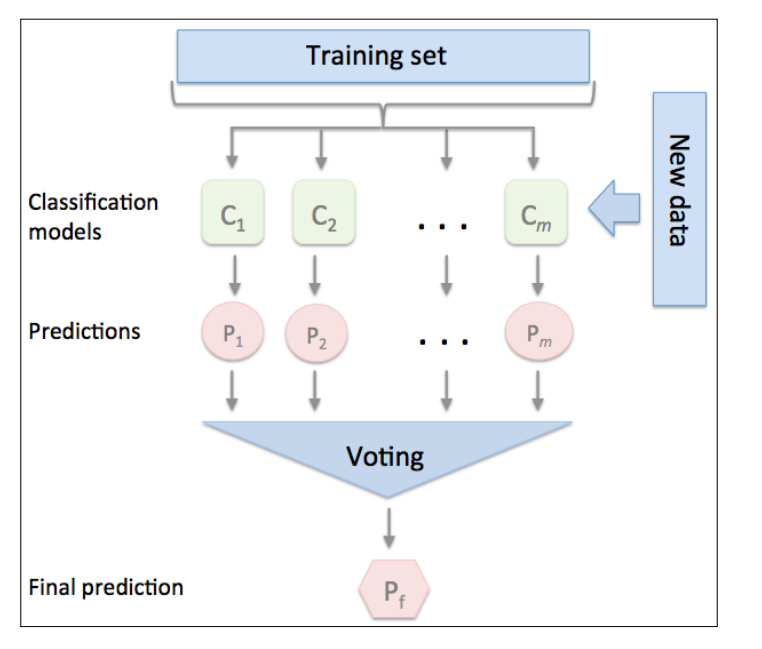 Training set
New data
Classification
models
C1 C2 . . . Cm
Predictions
P1 P2 . . . Pm
Voting
Final prediction
Pf